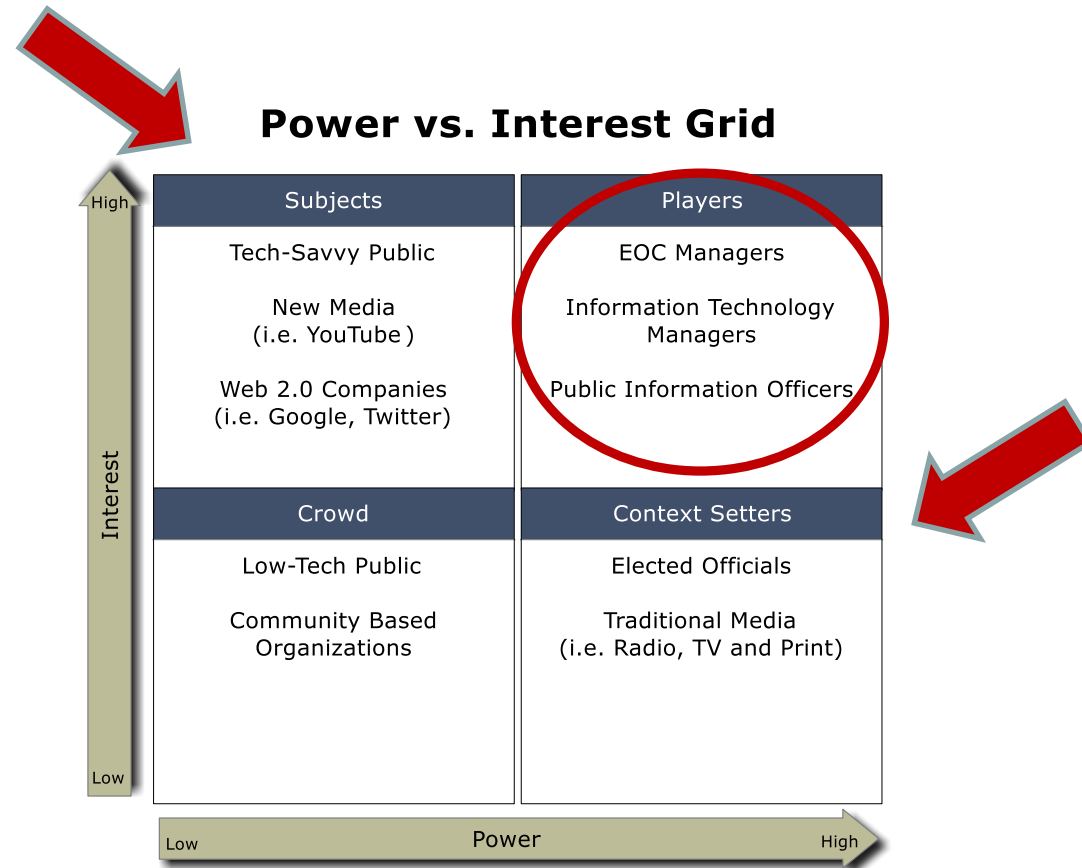 Power vs. Interest Grid
High
Subjects
Players
Tech-Savvy Public
New Media
(i.e. YouTube)
Web 2.0 Companies
(i.e. Google, Twitter)
EOC Managers
Information Technology
Managers
Public Information Officers
Interest
Crowd
Context Setters
Low-Tech Public
Community Based
Organizations
Elected Officials
Traditional Media
(i.e. Radio, TV and Print)
Low
Low
Power
High